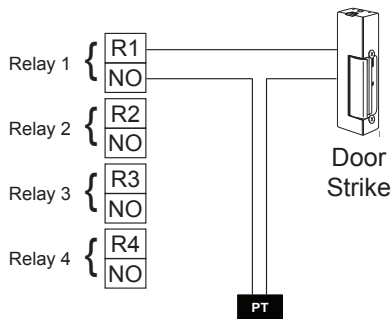 Relay 1 { R1
NO
Relay 2 { R2
NO
Relay 3 { R3
NO
Relay 4 { R4
NO
Door
Strike
PT